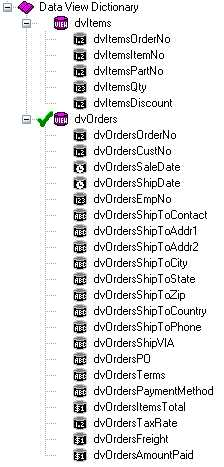 Data View Dictionary
dvItems
dvItemsOrderNo
dvItemsItemNo
dvItemsPartNo
dvItemsQty
dvItemsDiscount
dvOrders
dvOrdersOrderNo
dvOrdersCustNo
dvOrdersSaleDate
dvOrdersShipDate
dvOrdersEmpNo
dvOrdersShipToContact
dvOrdersShipToAddr1
dvOrdersShipToAddr2
dvOrdersShipToCity
dvOrdersShipToState
dvOrdersShipToZip
dvOrdersShipToCountry
dvOrdersShipToPhone
dvOrdersShipVIA
dvOrdersPO
dvOrdersTerms
dvOrdersPaymentMethod
dvOrdersItemsTotal
dvOrdersTaxRate
dvOrdersFreight
dvOrdersAmountPaid